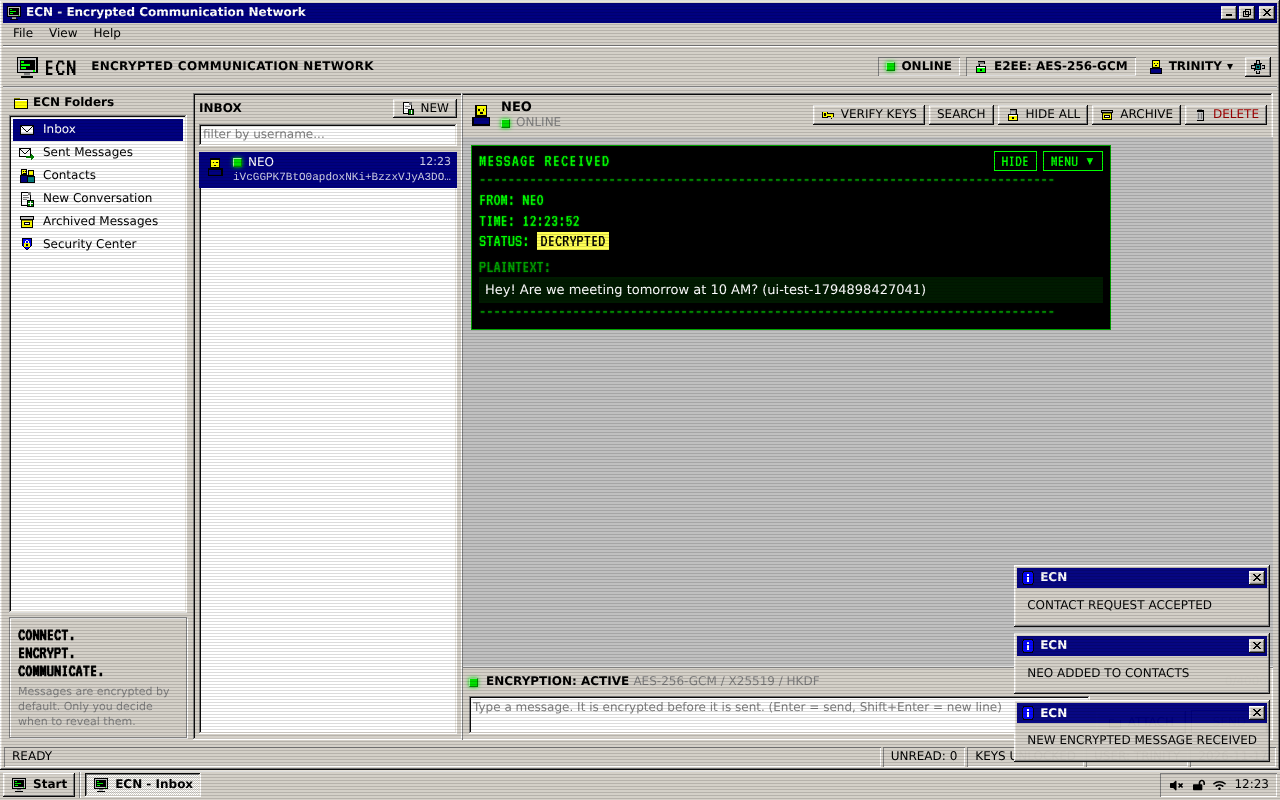 ECN - Encrypted Communication Network
File View Help
ECN ENCRYPTED COMMUNICATION NETWORK
ONLINE
E2EE: AES-256-GCM
TRINITY ▾
ECN Folders
Inbox
Sent Messages
Contacts
New Conversation
Archived Messages
Security Center
CONNECT.
ENCRYPT.
COMMUNICATE.
Messages are encrypted by
default. Only you decide
when to reveal them.
INBOX
NEW
filter by username...
NEO 12:23
iVcGGPK7BtO0apdoxNKi+BzzxVJyA3DO…
NEO
ONLINE
VERIFY KEYS
SEARCH
HIDE ALL
ARCHIVE
DELETE
MESSAGE RECEIVED
HIDE
MENU ▼
--------------------------------------------------------------------------------
FROM: NEO
TIME: 12:23:52
STATUS: DECRYPTED
PLAINTEXT:
Hey! Are we meeting tomorrow at 10 AM? (ui-test-1794898427041)
--------------------------------------------------------------------------------
ENCRYPTION: ACTIVE AES-256-GCM / X25519 / HKDF
Type a message. It is encrypted before it is sent. (Enter = send, Shift+Enter = new line)
ECN
CONTACT REQUEST ACCEPTED
ECN
NEO ADDED TO CONTACTS
ECN
NEW ENCRYPTED MESSAGE RECEIVED
READY
UNREAD: 0
KEYS
Start
ECN - Inbox
12:23